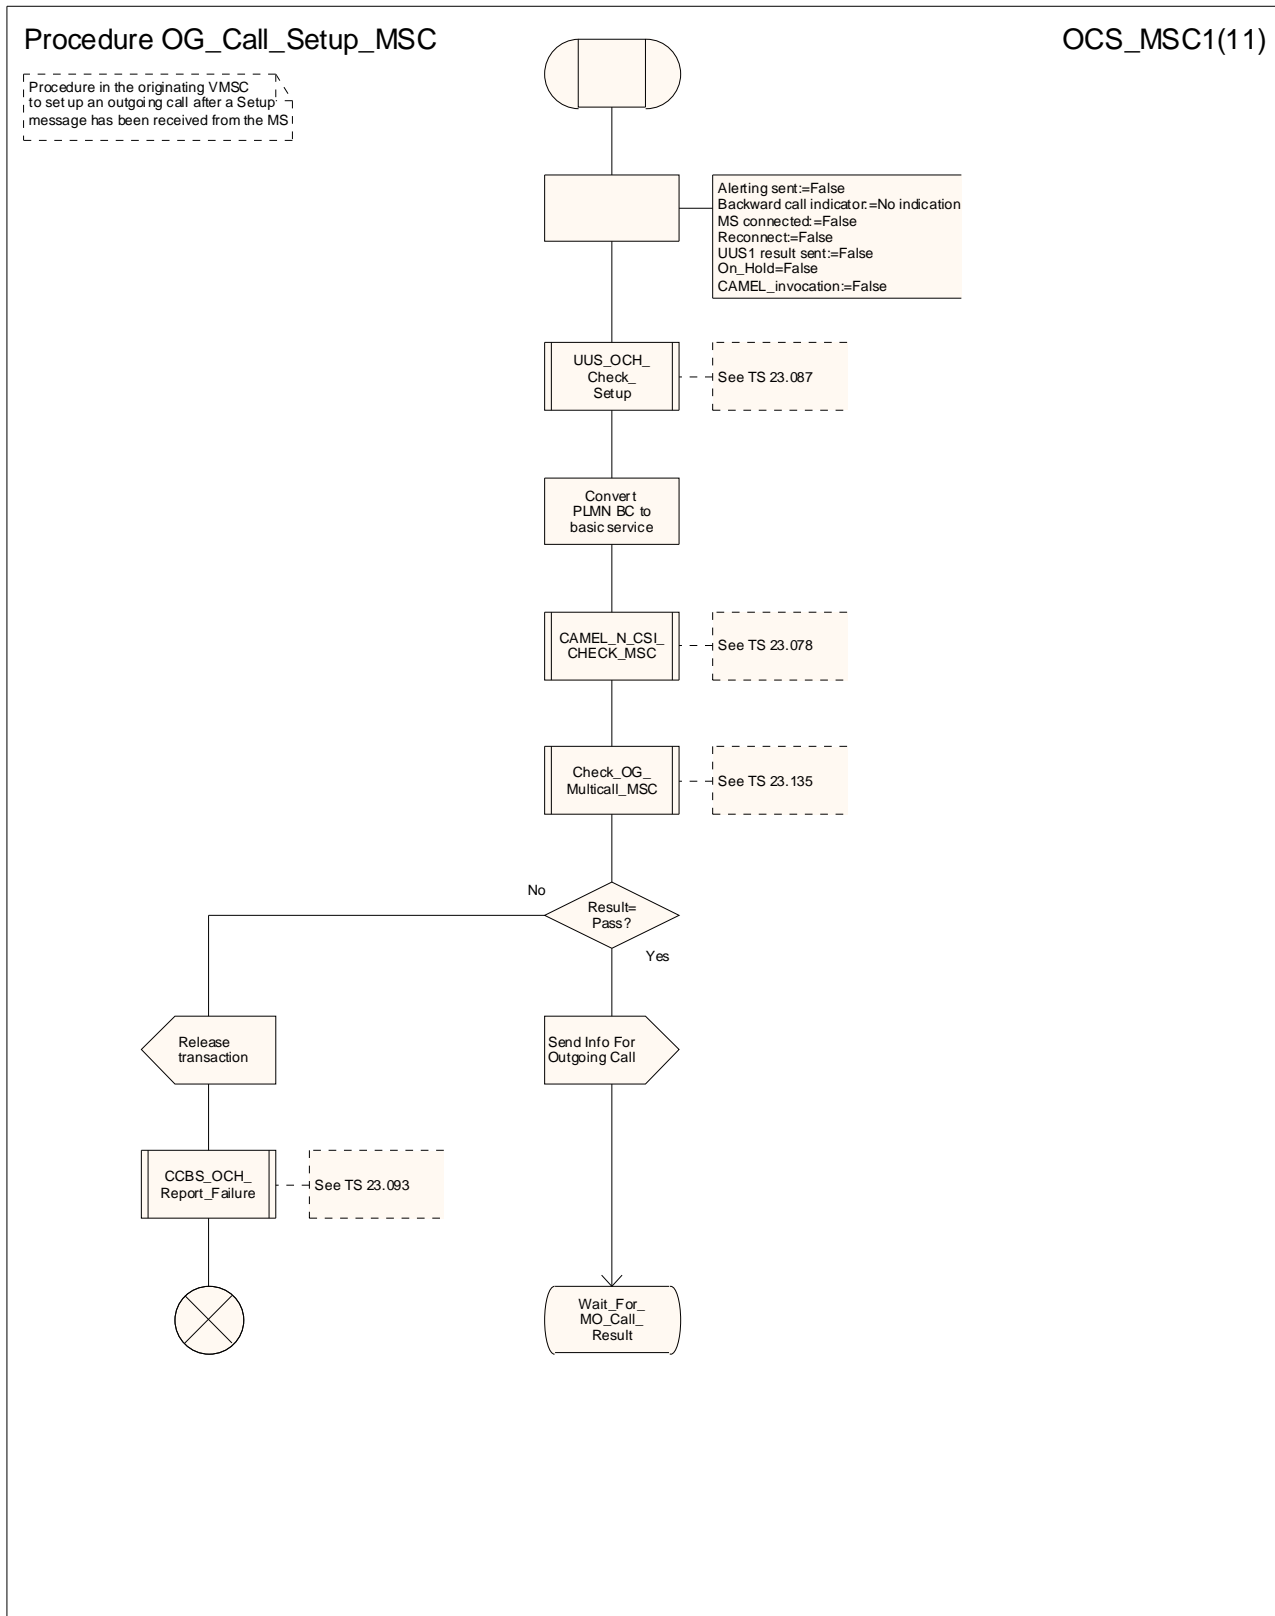 Procedure OG_Call_Setup_MSC
OCS_MSC1(11)
Procedure in the originating VMSC
to set up an outgoing call after a Setup
message has been received from the MS
Alerting sent:=False
Backward call indicator:=No indication
MS connected:=False
Reconnect:=False
UUS1 result sent:=False
On_Hold=False
CAMEL_invocation:=False
UUS_OCH_
Check_
Setup
See TS 23.087
Convert
PLMN BC to
basic service
CAMEL_N_CSI_
CHECK_MSC
See TS 23.078
Check_OG_
Multicall_MSC
See TS 23.135
No
Result=
Pass?
Yes
Release
transaction
Send Info For
Outgoing Call
CCBS_OCH_
Report_Failure
See TS 23.093
Wait_For_
MO_Call_
Result